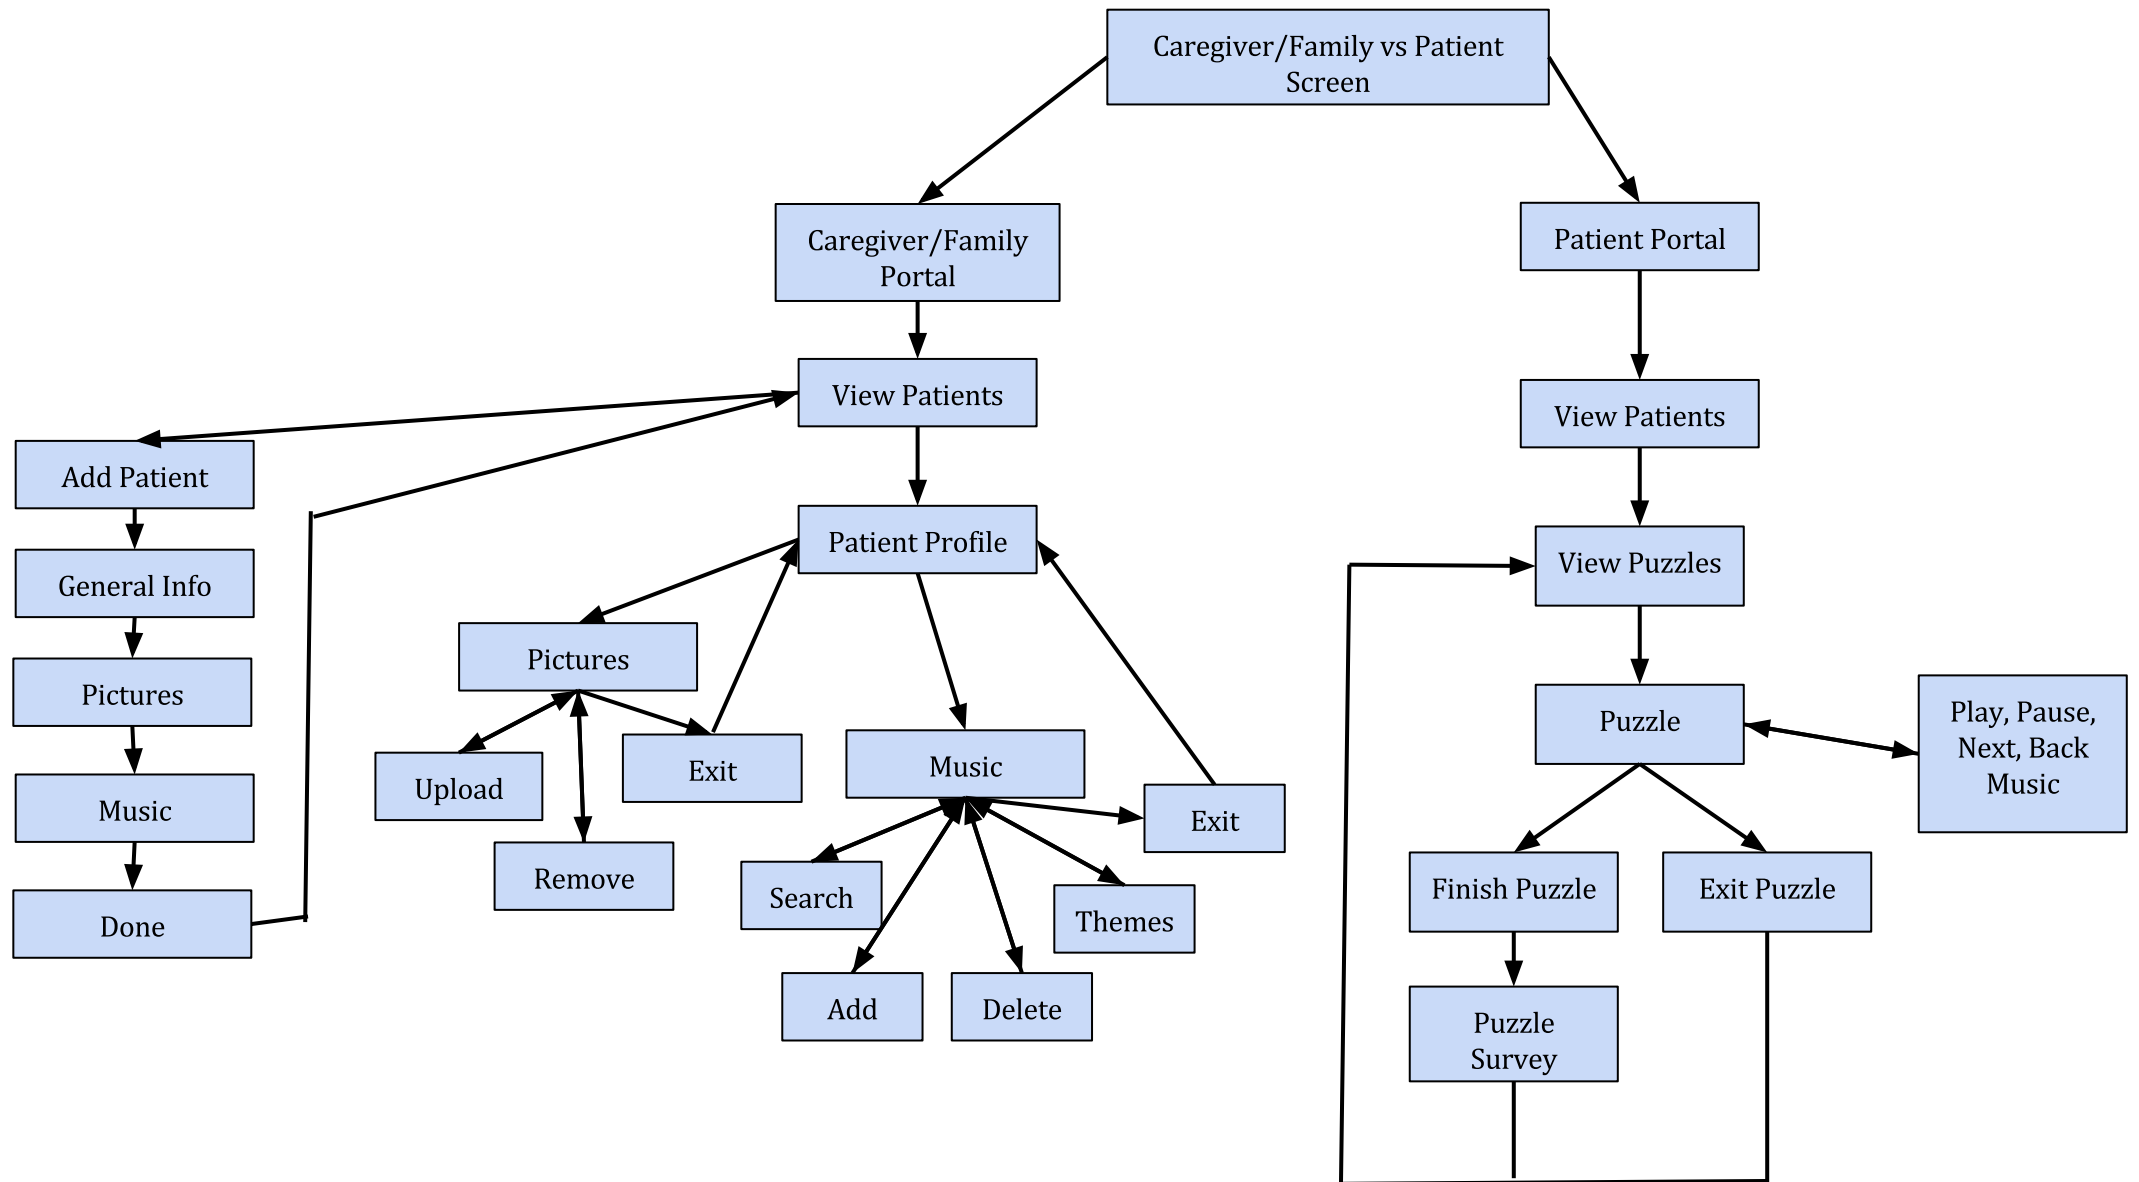 Caregiver/Family vs Patient
Screen
Caregiver/Family
Portal
Patient Portal
View Patients
View Patients
Add Patient
General Info
Pictures
Music
Done
Patient Profile
Pictures
Upload
Remove
Exit
Music
Search
Add
Delete
Themes
Exit
View Puzzles
Puzzle
Play, Pause,
Next, Back
Music
Finish Puzzle
Exit Puzzle
Puzzle
Survey